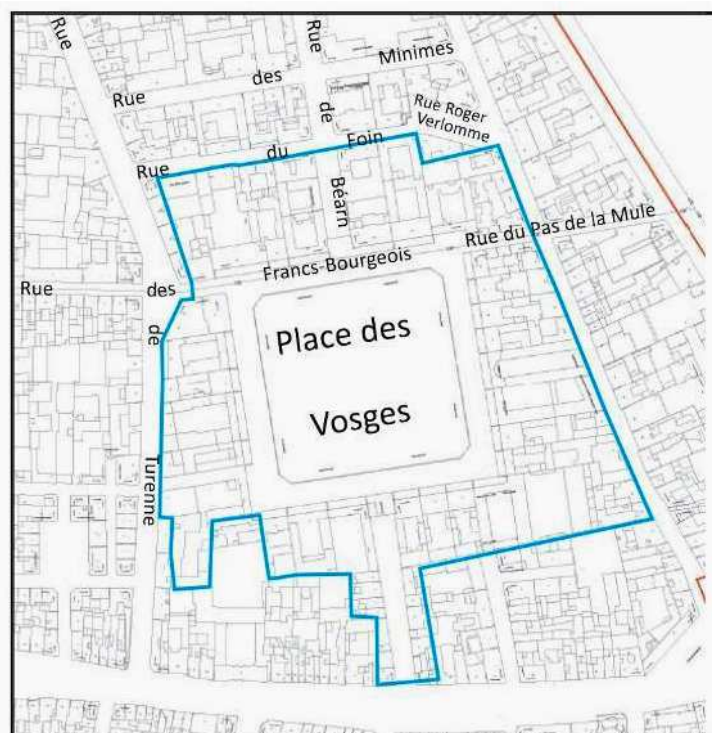 Rue
Rue
Rue des Minimes
de
Rue Roger
Verlomme
Rue du Foin
Béarn
Rue du Pas de la Mule
Rue des Francs-Bourgeois
de
Place des
Vosges
Turenne